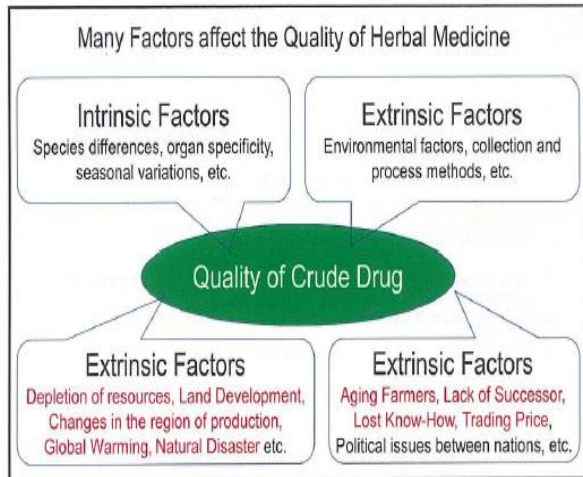 Many Factors affect the Quality of Herbal Medicine
Intrinsic Factors
Species differences, organ specificity,
seasonal variations, etc.
Extrinsic Factors
Environmental factors, collection and
process methods, etc.
Quality of Crude Drug
Extrinsic Factors
Depletion of resources, Land Development,
Changes in the region of production,
Global Warming, Natural Disaster etc.
Extrinsic Factors
Aging Farmers, Lack of Successor,
Lost Know-How, Trading Price,
Political issues between nations, etc.